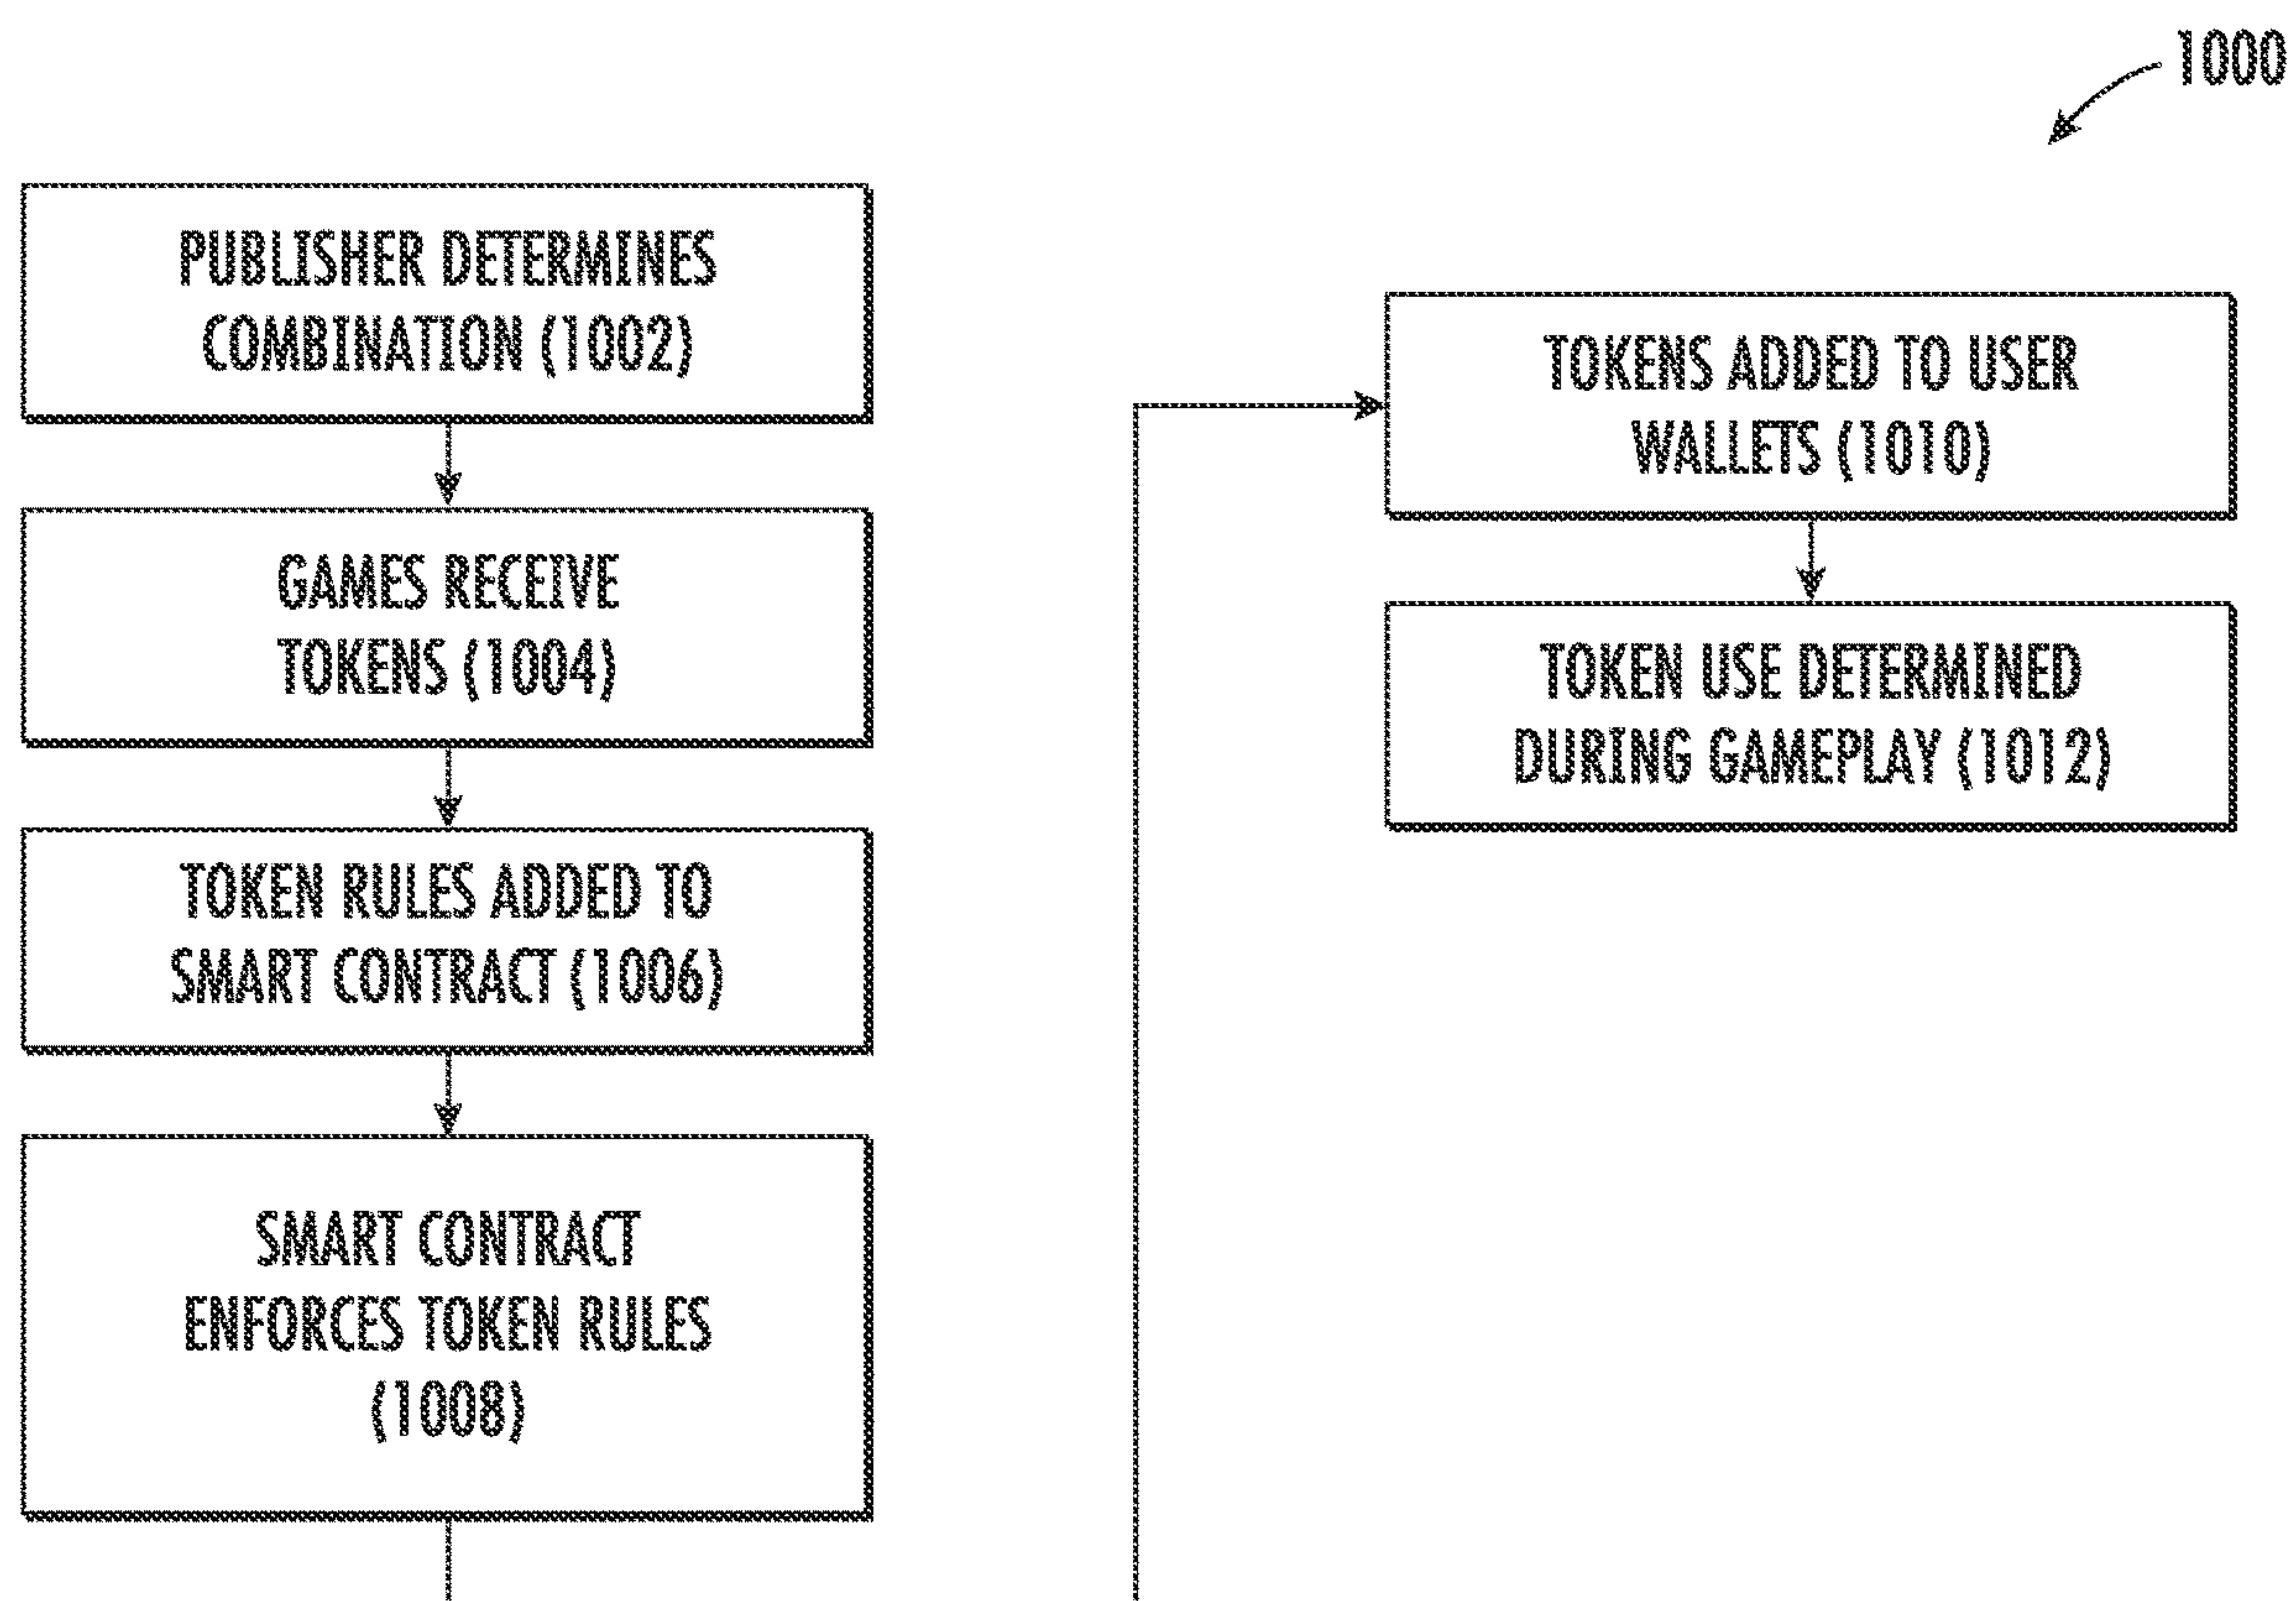 1000
PUBLISHER DETERMINES
COMBINATION (1002)
GAMES RECEIVE
TOKENS (1004)
TOKEN RULES ADDED TO
SMART CONTRACT (1006)
SMART CONTRACT
ENFORCES TOKEN RULES
(1008)
TOKENS ADDED TO USER
WALLETS (1010)
TOKEN USE DETERMINED
DURING GAMEPLAY (1012)